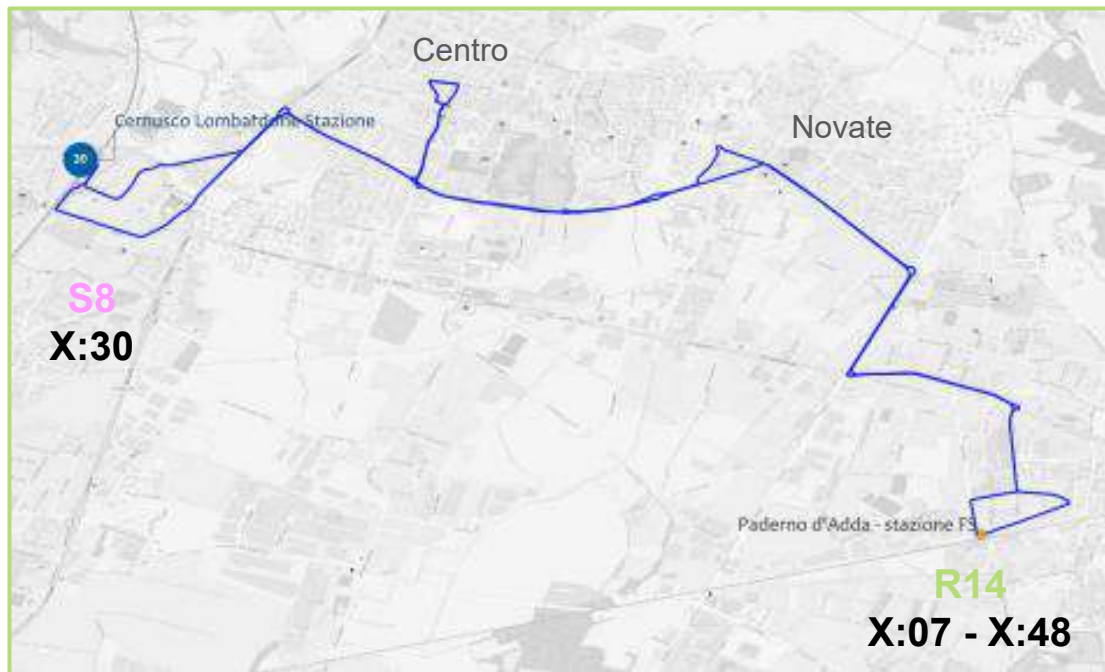 Centro
Cernusco Lombardone Stazione
Novate
30
S8
X:30
Paderno d'Adda - stazione FS
R14
X:07 - X:48